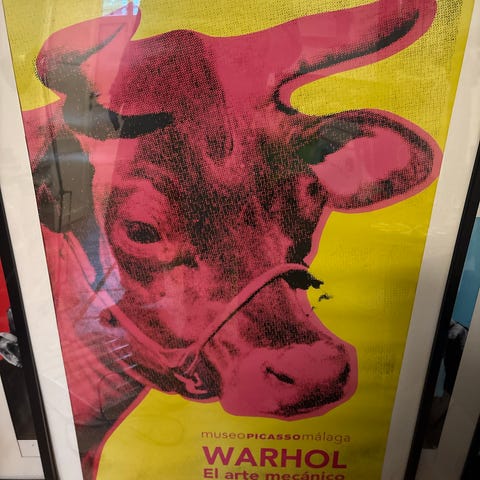 museoPICASSOmálaga
WARHOL
El arte mecánico